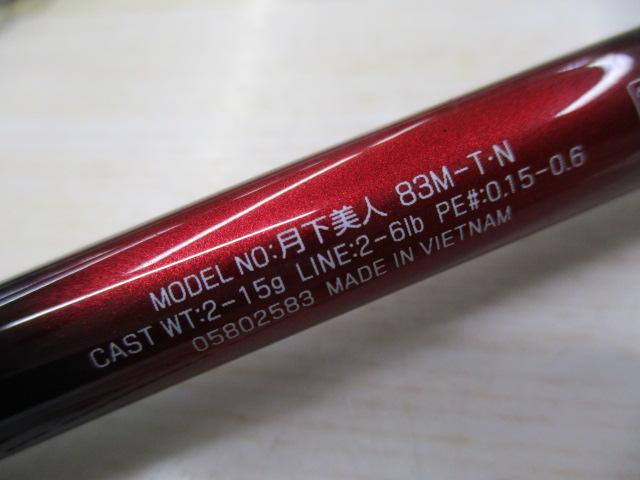 MODEL NO:月下美人 83M-T・N
CAST WT:2-15g LINE:2-6lb PE#:0.15-0.6
05802583 MADE IN VIETNAM